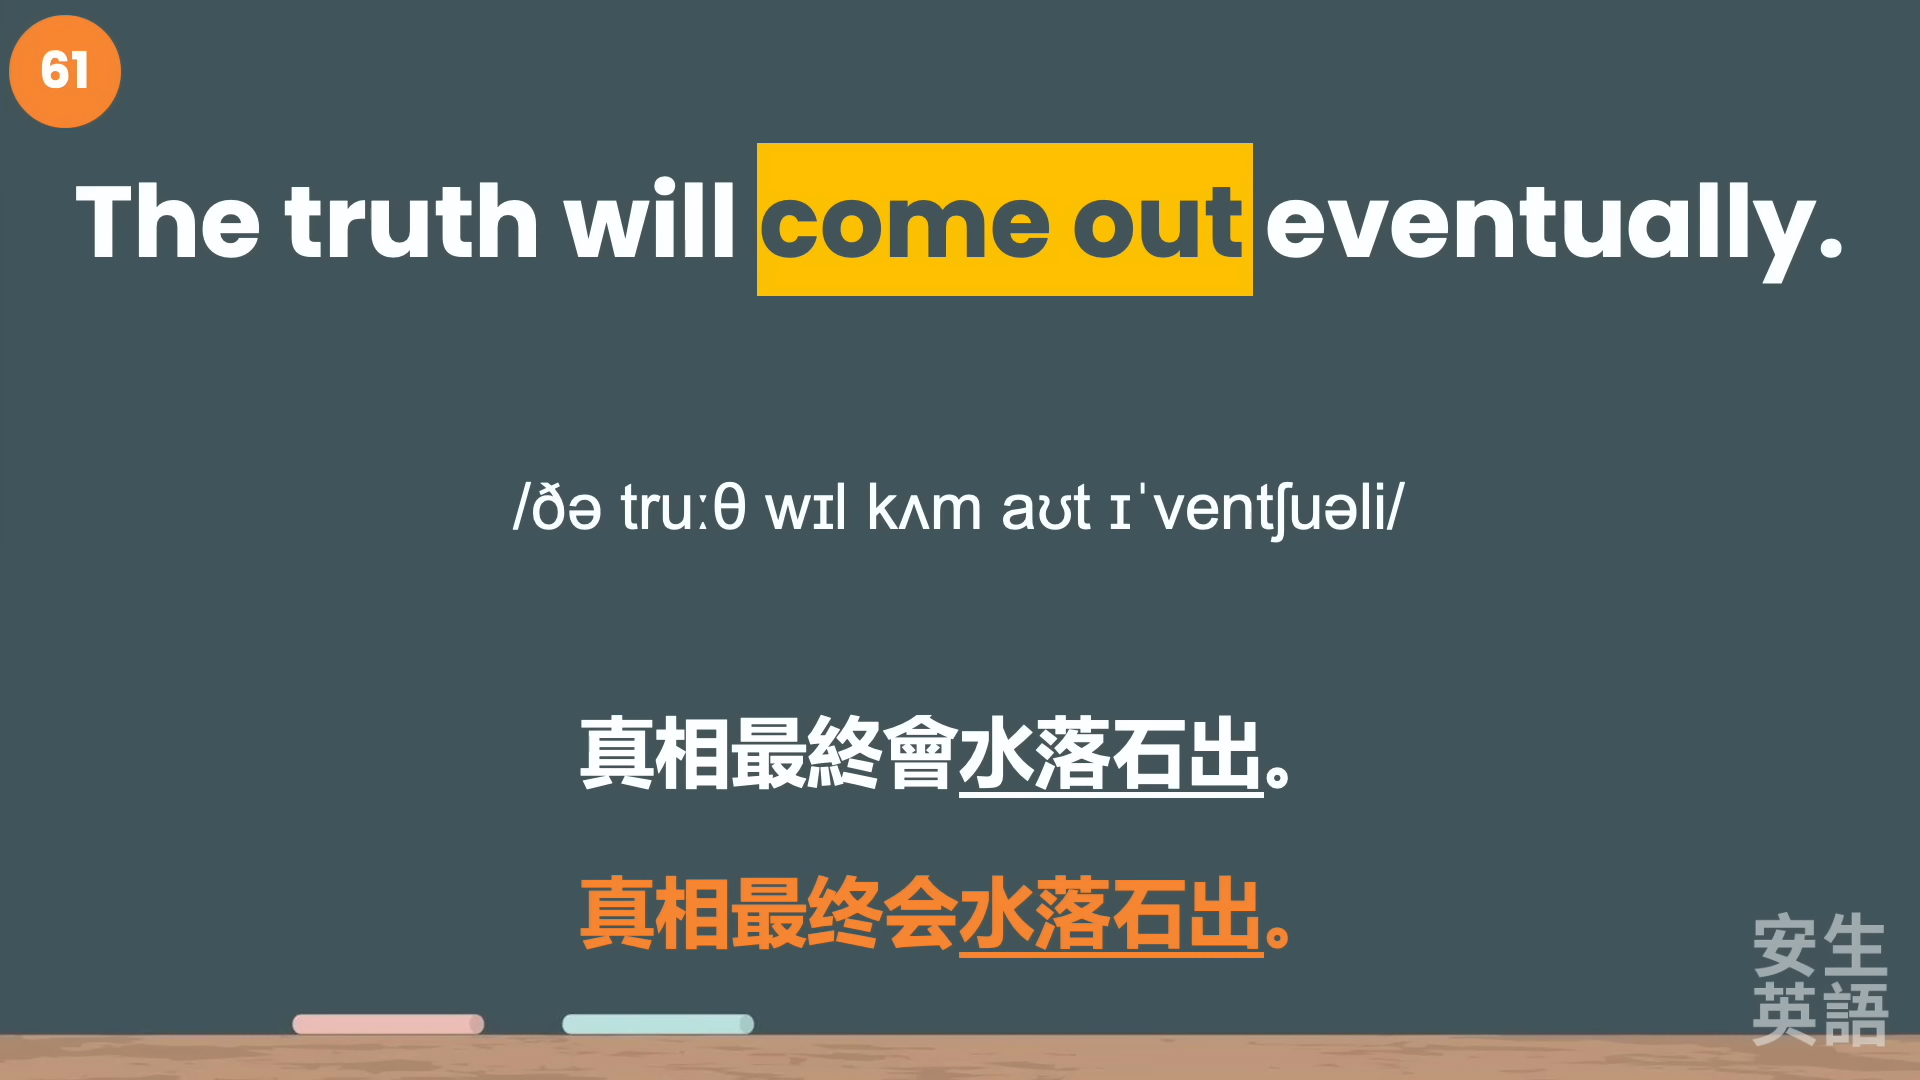 61
The truth will come out eventually.
/ðə truːθ wɪl kʌm aʊt ɪˈventʃuəli/
真相最終會水落石出。
真相最终会水落石出。
安生
英語